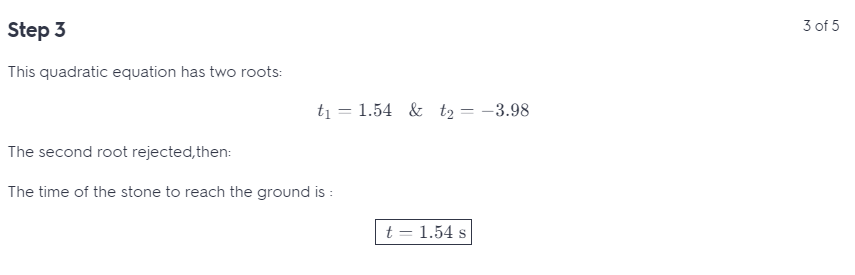 Step 3
3 of 5
This quadratic equation has two roots:
t₁ = 1.54 & t₂ = −3.98
The second root rejected,then:
The time of the stone to reach the ground is :
t = 1.54 s